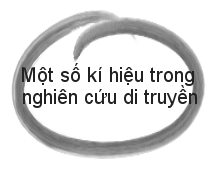 Một số kí hiệu trong
nghiên cứu di truyền